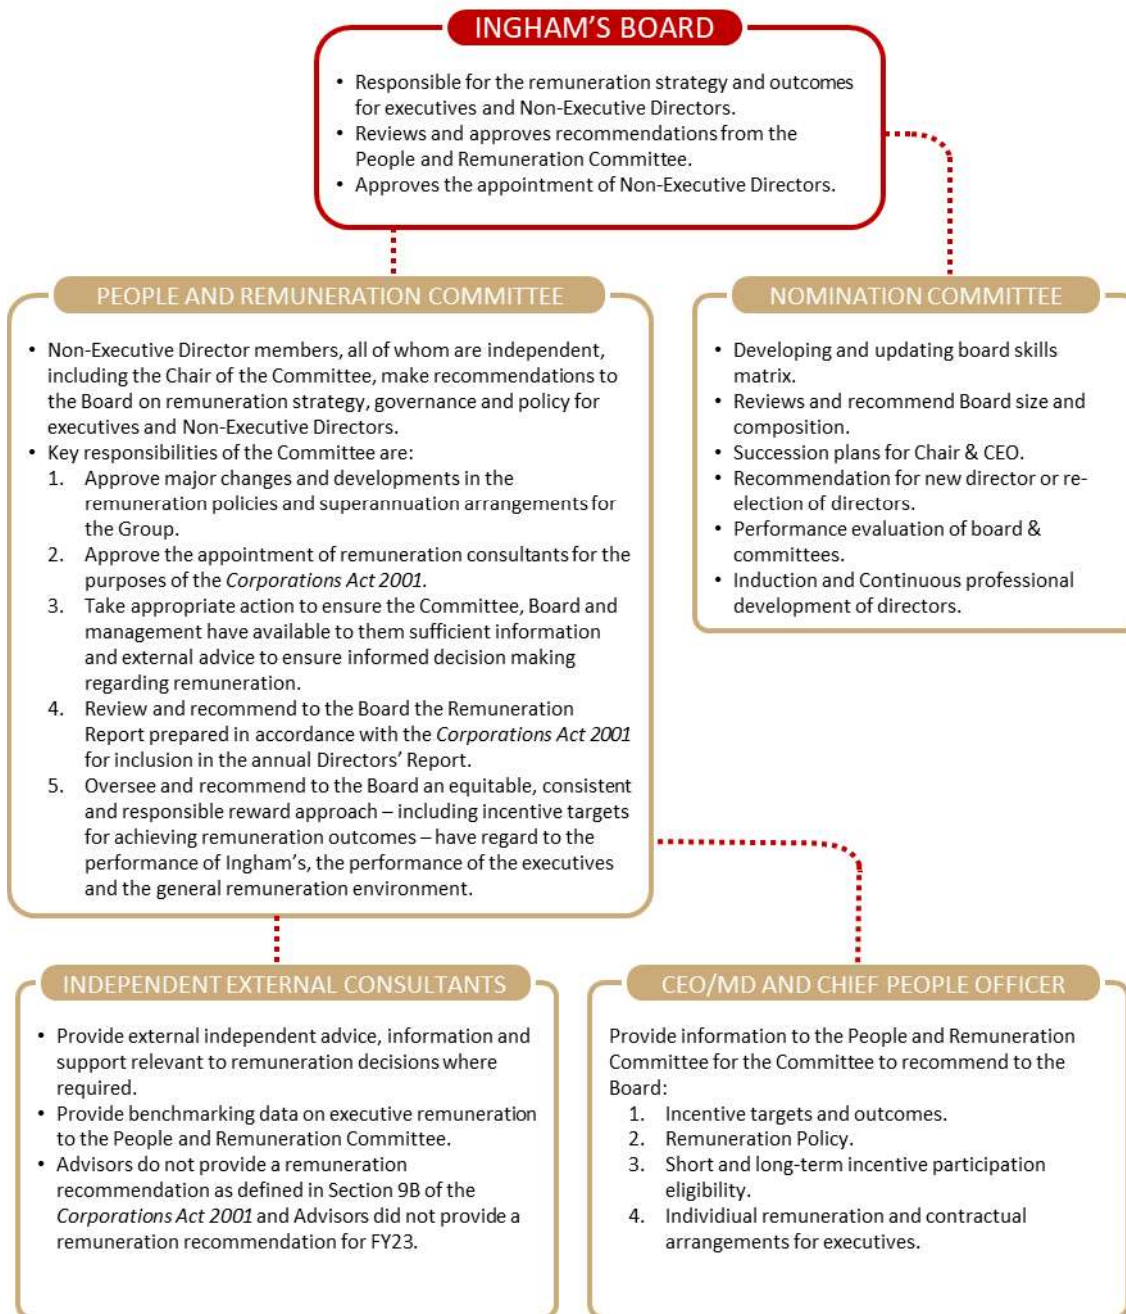 INGHAM'S BOARD
• Responsible for the remuneration strategy and outcomes
for executives and Non-Executive Directors.
• Reviews and approves recommendations from the
People and Remuneration Committee.
• Approves the appointment of Non-Executive Directors.
PEOPLE AND REMUNERATION COMMITTEE
• Non-Executive Director members, all of whom are independent,
including the Chair of the Committee, make recommendations to
the Board on remuneration strategy, governance and policy for
executives and Non-Executive Directors.
• Key responsibilities of the Committee are:
1. Approve major changes and developments in the
remuneration policies and superannuation arrangements for
the Group.
2. Approve the appointment of remuneration consultants for the
purposes of the Corporations Act 2001.
3. Take appropriate action to ensure the Committee, Board and
management have available to them sufficient information
and external advice to ensure informed decision making
regarding remuneration.
4. Review and recommend to the Board the Remuneration
Report prepared in accordance with the Corporations Act 2001
for inclusion in the annual Directors' Report.
5. Oversee and recommend to the Board an equitable, consistent
and responsible reward approach – including incentive targets
for achieving remuneration outcomes – have regard to the
performance of Ingham's, the performance of the executives
and the general remuneration environment.
NOMINATION COMMITTEE
• Developing and updating board skills
matrix.
• Reviews and recommend Board size and
composition.
• Succession plans for Chair & CEO.
• Recommendation for new director or re-
election of directors.
• Performance evaluation of board &
committees.
• Induction and Continuous professional
development of directors.
INDEPENDENT EXTERNAL CONSULTANTS
• Provide external independent advice, information and
support relevant to remuneration decisions where
required.
• Provide benchmarking data on executive remuneration
to the People and Remuneration Committee.
• Advisors do not provide a remuneration
recommendation as defined in Section 9B of the
Corporations Act 2001 and Advisors did not provide a
remuneration recommendation for FY23.
CEO/MD AND CHIEF PEOPLE OFFICER
Provide information to the People and Remuneration
Committee for the Committee to recommend to the
Board:
1. Incentive targets and outcomes.
2. Remuneration Policy.
3. Short and long-term incentive participation
eligibility.
4. Individiual remuneration and contractual
arrangements for executives.